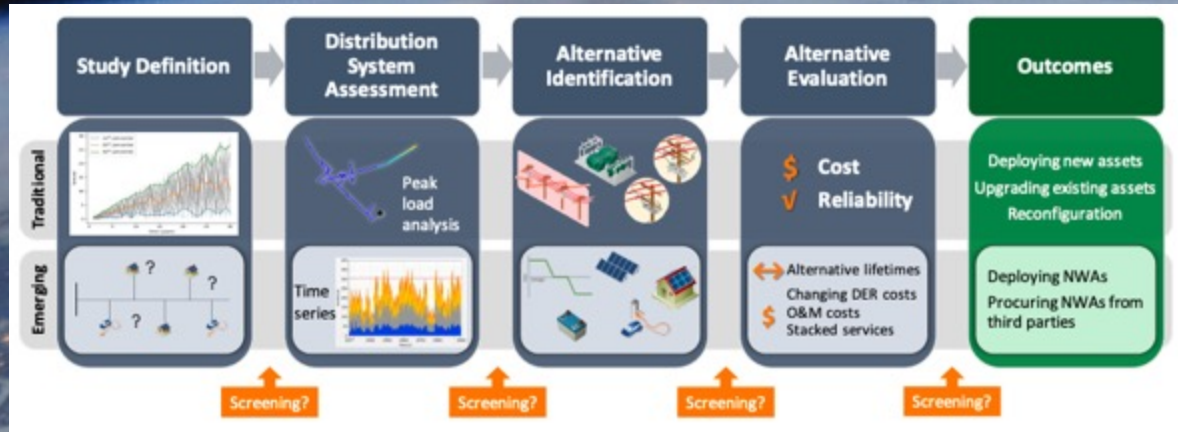 Study Definition
Distribution
System
Assessment
Alternative
Identification
Alternative
Evaluation
Outcomes
Traditional
Peak
load
analysis
$ Cost
√ Reliability
Deploying new assets
Upgrading existing assets
Reconfiguration
Emerging
?
?
?
Time
series
Alternative lifetimes
Changing DER costs
$ O&M costs
Stacked services
Deploying NWAs
Procuring NWAs from
third parties
Screening?
Screening?
Screening?
Screening?